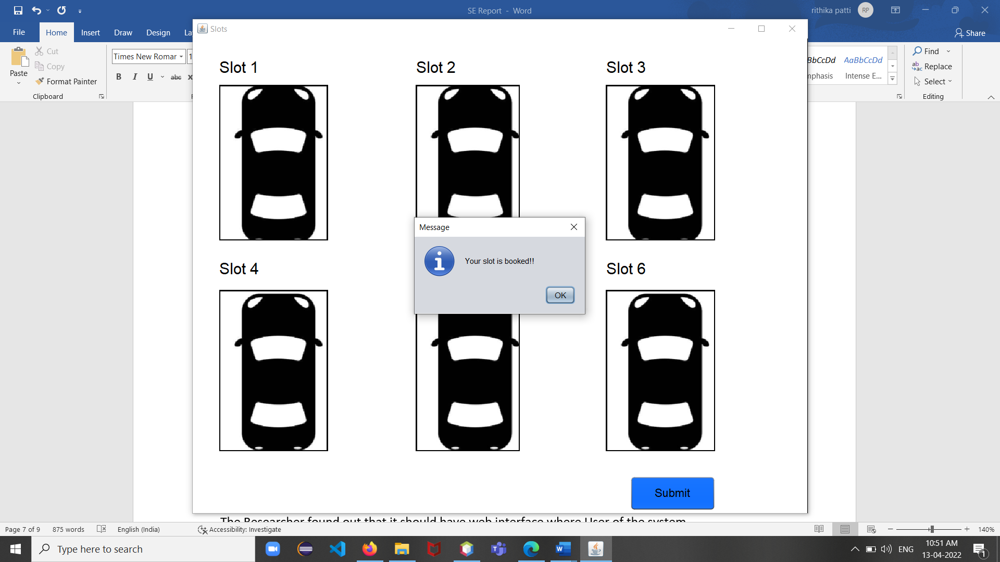 SE Report - Word
rithika patti
RP
File
Home
Insert
Draw
Design
Slots
Share
Paste
Cut
Copy
Format Painter
Clipboard
Times New Romar
B I U abc
AaBbCcDd
Intense E...
Find
Replace
Select
Editing
Slot 1
Slot 2
Slot 3
Message
Your slot is booked!!
OK
Slot 4
Slot 6
Submit
The Researcher found out that it should have web interface where User of the system
Page 7 of 9
875 words
English (India)
Accessibility: Investigate
140%
Type here to search
ENG
10:51 AM
13-04-2022
1